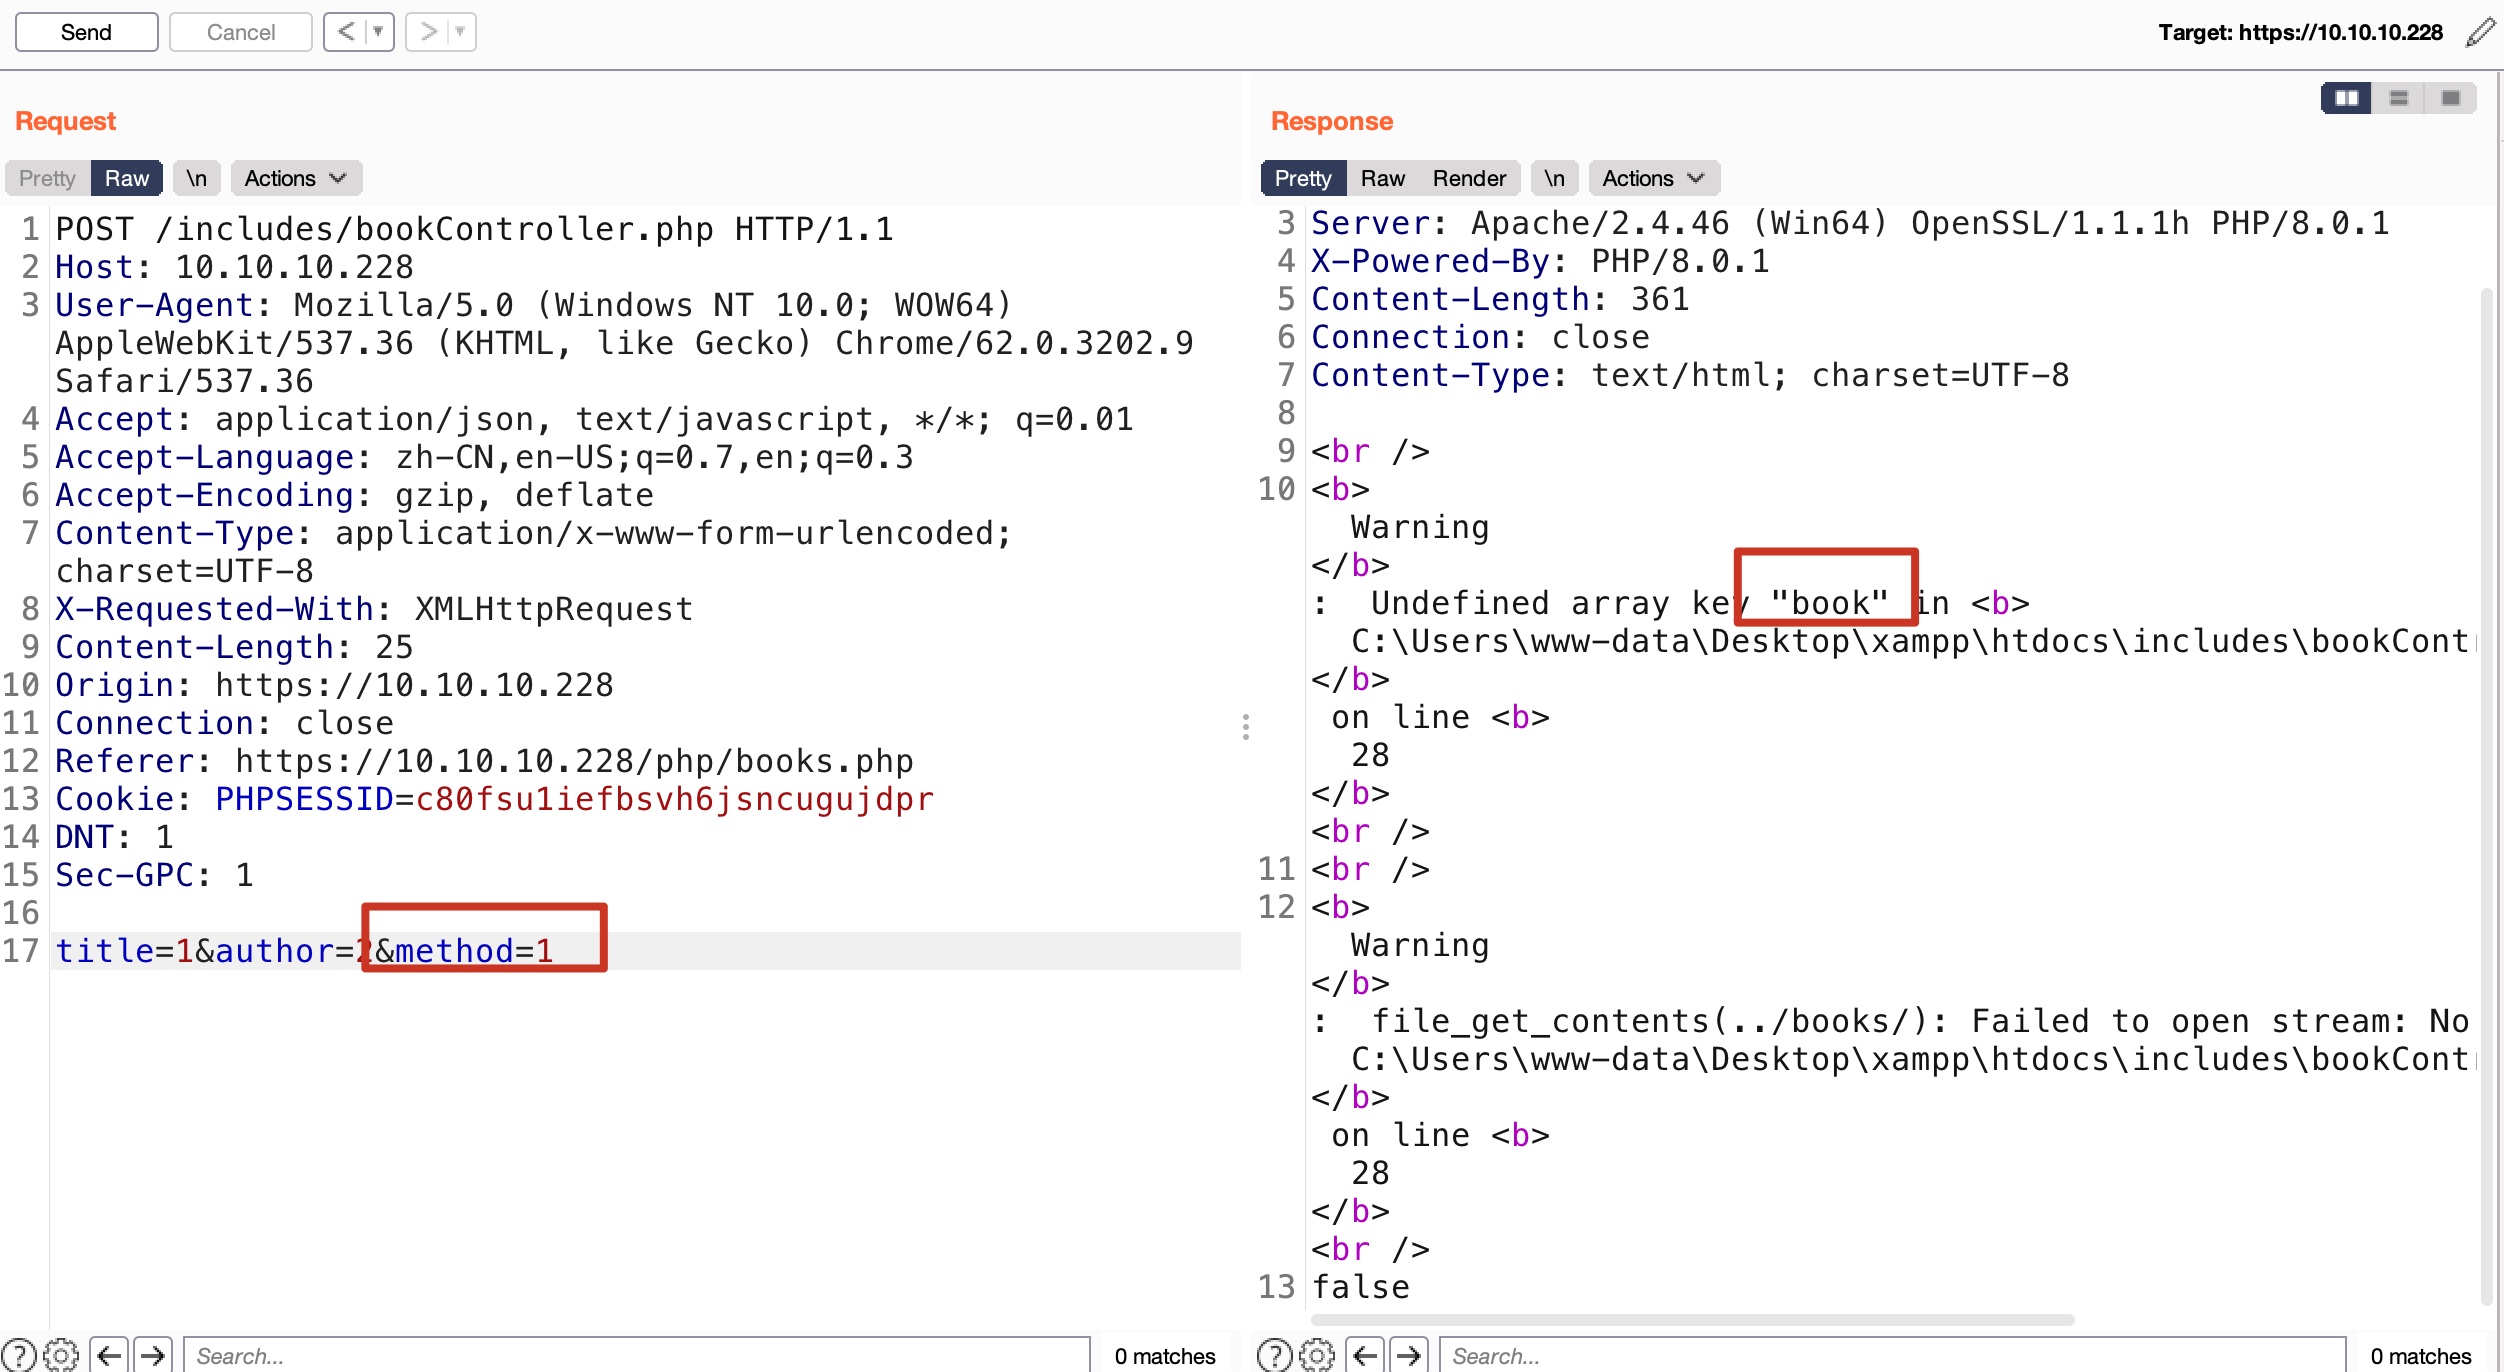 Send Cancel < >
Target: https://10.10.10.228
Request
Pretty Raw \n Actions
1 POST /includes/bookController.php HTTP/1.1
2 Host: 10.10.10.228
3 User-Agent: Mozilla/5.0 (Windows NT 10.0; WOW64)
AppleWebKit/537.36 (KHTML, like Gecko) Chrome/62.0.3202.9
Safari/537.36
4 Accept: application/json, text/javascript, */*; q=0.01
5 Accept-Language: zh-CN,en-US;q=0.7,en;q=0.3
6 Accept-Encoding: gzip, deflate
7 Content-Type: application/x-www-form-urlencoded;
charset=UTF-8
8 X-Requested-With: XMLHttpRequest
9 Content-Length: 25
10 Origin: https://10.10.10.228
11 Connection: close
12 Referer: https://10.10.10.228/php/books.php
13 Cookie: PHPSESSID=c80fsu1iefbsvh6jsncugujdpr
14 DNT: 1
15 Sec-GPC: 1
16
17 title=1&author=2&method=1
? Search... 0 matches
Response
Pretty Raw Render \n Actions
3 Server: Apache/2.4.46 (Win64) OpenSSL/1.1.1h PHP/8.0.1
4 X-Powered-By: PHP/8.0.1
5 Content-Length: 361
6 Connection: close
7 Content-Type: text/html; charset=UTF-8
8
9 <br />
10 <b>
Warning
</b>
: Undefined array key "book" in <b>
C:\Users\www-data\Desktop\xampp\htdocs\includes\bookCont
</b>
on line <b>
28
</b>
<br />
11 <br />
12 <b>
Warning
</b>
: file_get_contents(../books/): Failed to open stream: No
C:\Users\www-data\Desktop\xampp\htdocs\includes\bookCont
</b>
on line <b>
28
</b>
<br />
13 false
? Search... 0 matches